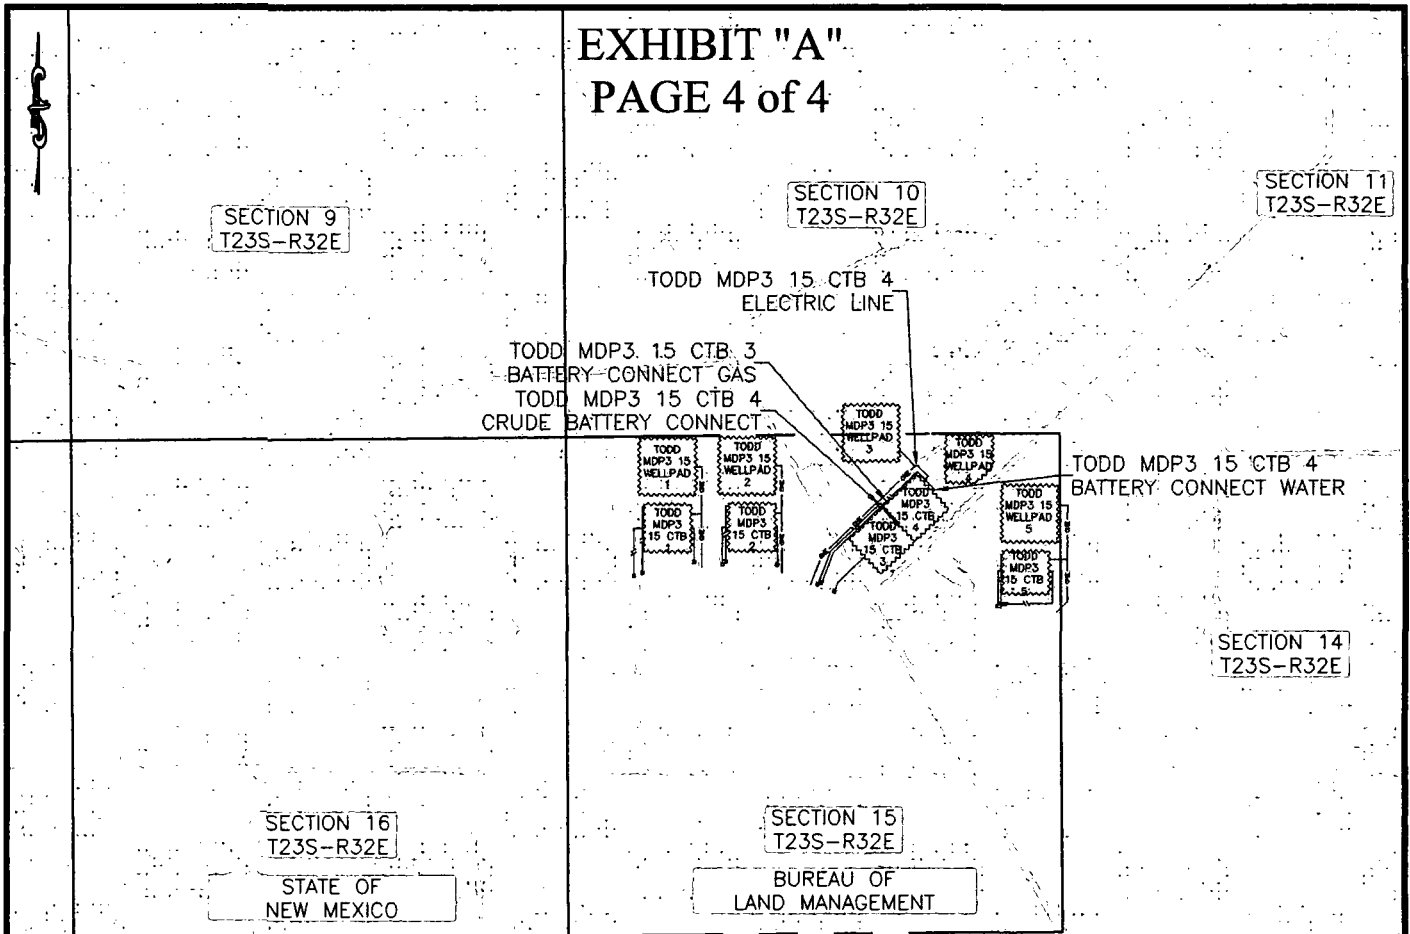 EXHIBIT "A"
PAGE 4 of 4
SECTION 9
T23S-R32E
SECTION 10
T23S-R32E
SECTION 11
T23S-R32E
TODD MDP3 15 CTB 4
ELECTRIC LINE
TODD MDP3 15 CTB 3
BATTERY CONNECT GAS
TODD MDP3 15 CTB 4
CRUDE BATTERY CONNECT
TODD
MDP3 15
WELLPAD
1
TODD
MDP3 15
WELLPAD
2
TODD
MDP3 15
WELLPAD
3
TODD
MDP3 15
WELLPAD
TODD MDP3 15 CTB 4
BATTERY CONNECT WATER
TODD
MDP3 15
WELLPAD
5
TODD
MDP3
15 CTB
1
TODD
MDP3
15 CTB
2
TODD
MDP3
15 CTB
4
TODD
MDP3
15 CTB
3
TODD
MDP3
15 CTB
5
SECTION 14
T23S-R32E
SECTION 16
T23S-R32E
STATE OF
NEW MEXICO
SECTION 15
T23S-R32E
BUREAU OF
LAND MANAGEMENT